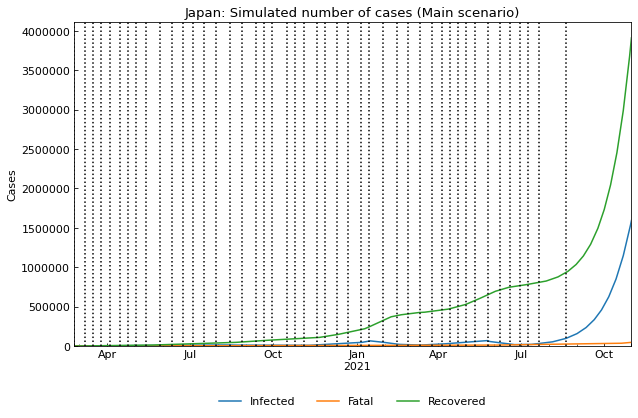 Japan: Simulated number of cases (Main scenario)
4000000
3500000
3000000
2500000
2000000
1500000
1000000
500000
0
Cases
Apr Jul Oct Jan Apr Jul Oct
2021
Infected Fatal Recovered